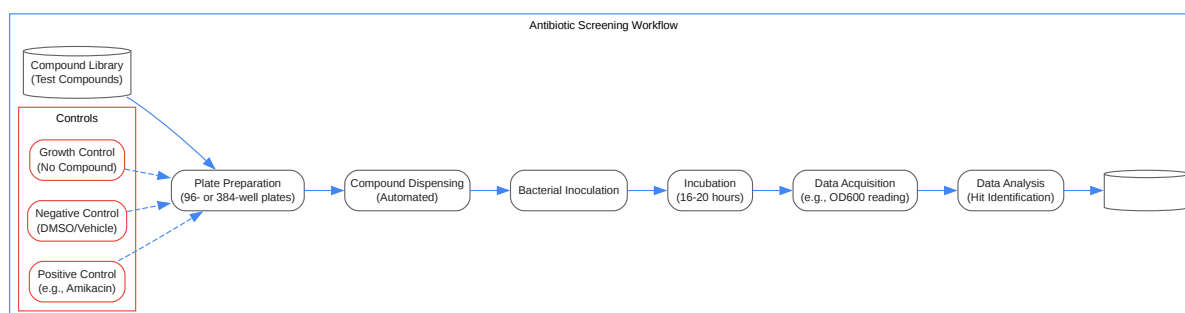 Antibiotic Screening Workflow
Compound Library
(Test Compounds)
Controls
Growth Control
(No Compound)
Negative Control
(DMSO/Vehicle)
Positive Control
(e.g., Amikacin)
Plate Preparation
(96- or 384-well plates)
Compound Dispensing
(Automated)
Bacterial Inoculation
Incubation
(16-20 hours)
Data Acquisition
(e.g., OD600 reading)
Data Analysis
(Hit Identification)